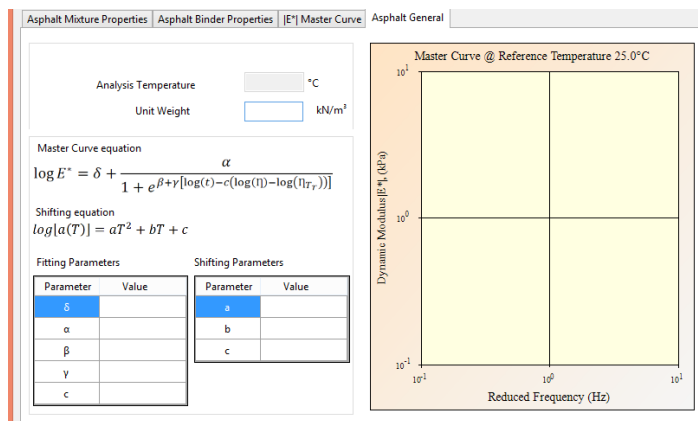 Asphalt Mixture Properties Asphalt Binder Properties |E*| Master Curve Asphalt General
Analysis Temperature °C
Unit Weight kN/m³
Master Curve equation
log E* = δ + α / 1 + e^β+γ[log(t)−c(log(η)−log(η_Tr))]
Shifting equation
log[a(T)] = aT² + bT + c
Fitting Parameters
Parameter Value
δ
α
β
γ
c
Shifting Parameters
Parameter Value
a
b
c
Master Curve @ Reference Temperature 25.0°C
Dynamic Modulus|E*|, (kPa)
10¹
10⁰
10⁻¹
10⁻¹ 10⁰ 10¹
Reduced Frequency (Hz)